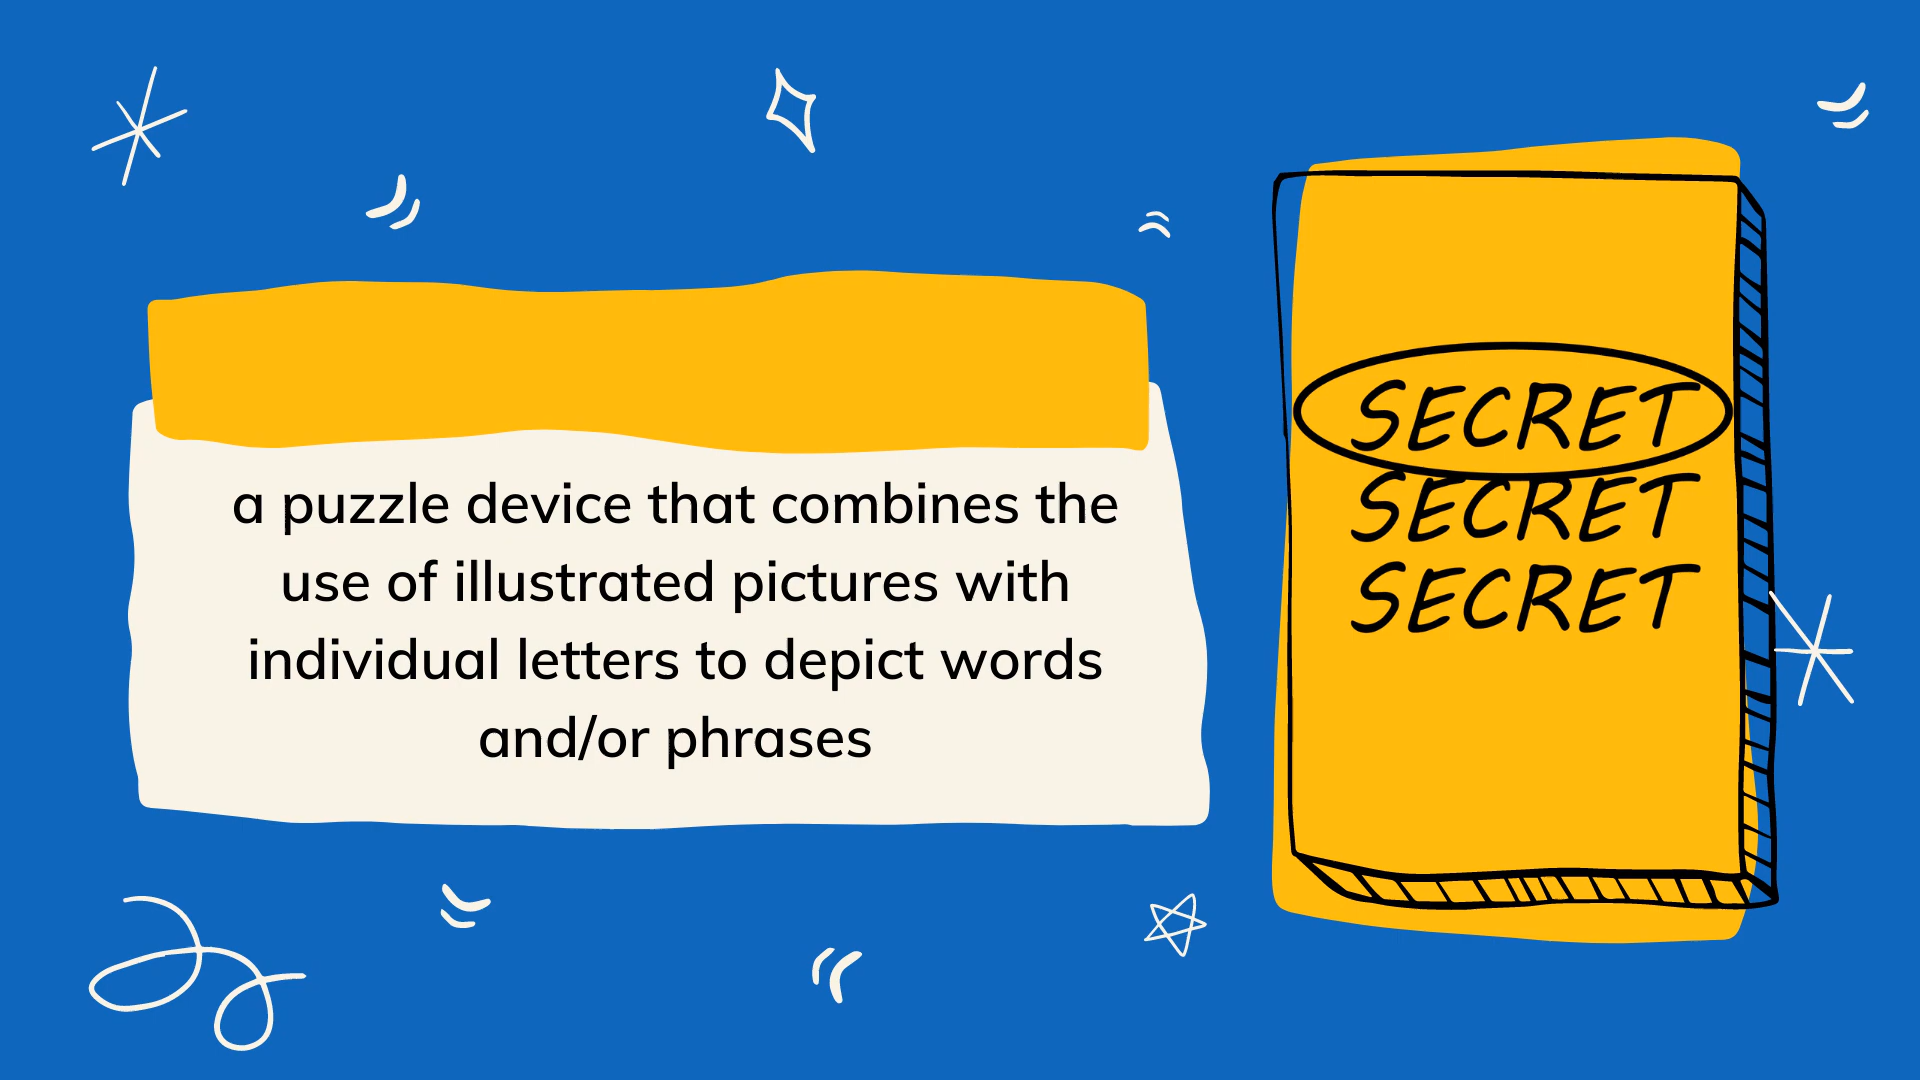 a puzzle device that combines the
use of illustrated pictures with
individual letters to depict words
and/or phrases
SECRET
SECRET
SECRET